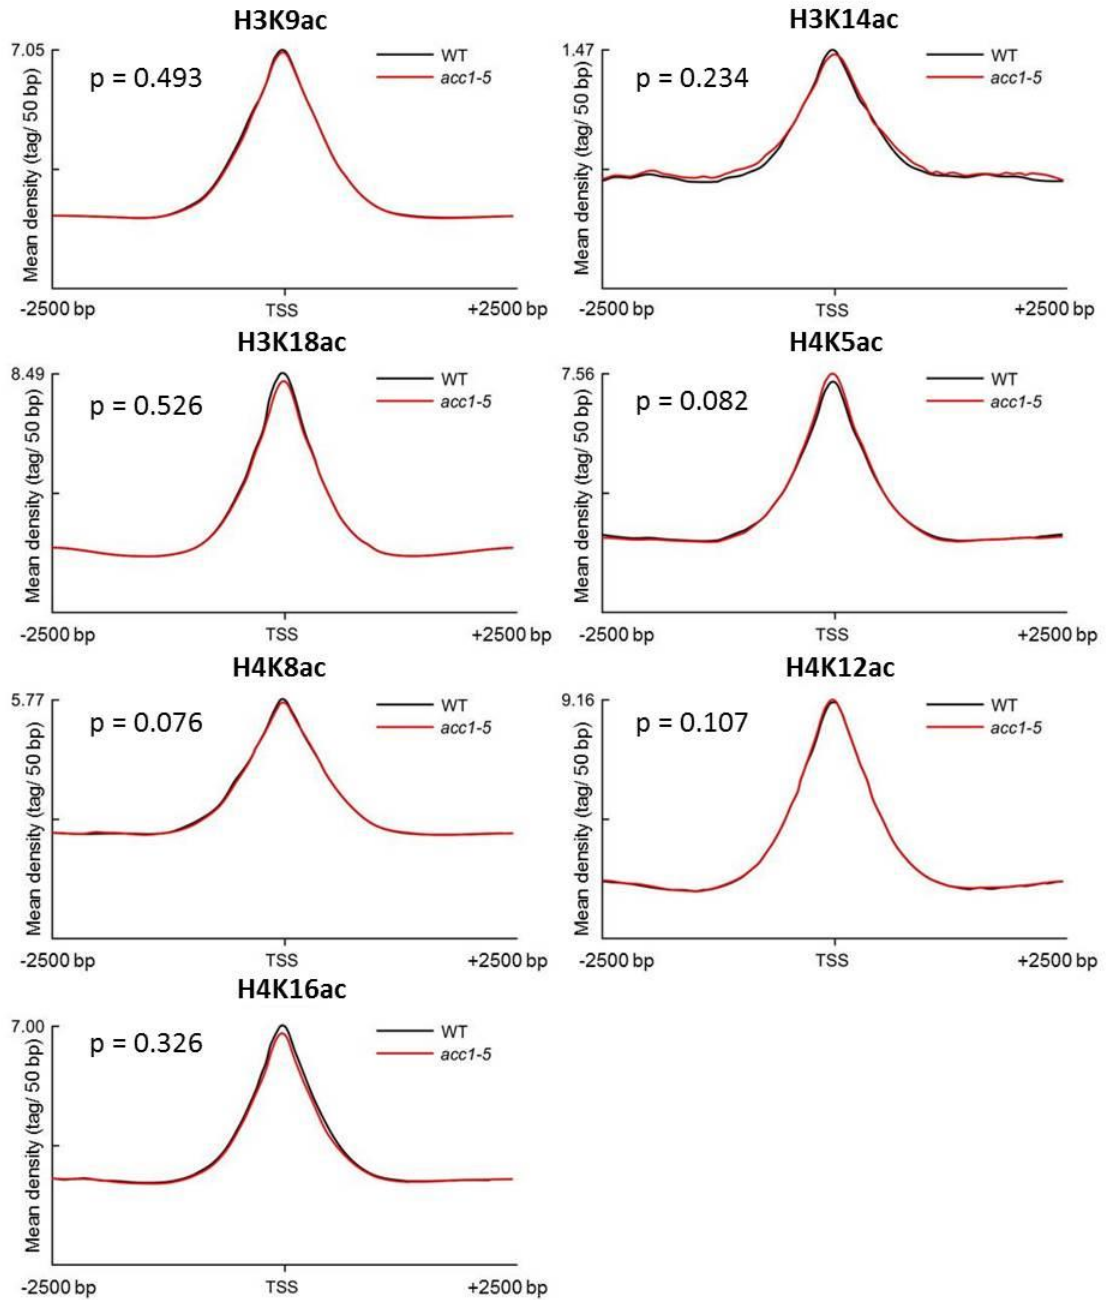 H3K9ac
7.05
p = 0.493
WT
acc1-5
Mean density (tag/ 50 bp)
-2500 bp
TSS
+2500 bp
H3K14ac
1.47
p = 0.234
WT
acc1-5
Mean density (tag/ 50 bp)
-2500 bp
TSS
+2500 bp
H3K18ac
8.49
p = 0.526
WT
acc1-5
Mean density (tag/ 50 bp)
-2500 bp
TSS
+2500 bp
H4K5ac
7.56
p = 0.082
WT
acc1-5
Mean density (tag/ 50 bp)
-2500 bp
TSS
+2500 bp
H4K8ac
5.77
p = 0.076
WT
acc1-5
Mean density (tag/ 50 bp)
-2500 bp
TSS
+2500 bp
H4K12ac
9.16
p = 0.107
WT
acc1-5
Mean density (tag/ 50 bp)
-2500 bp
TSS
+2500 bp
H4K16ac
7.00
p = 0.326
WT
acc1-5
Mean density (tag/ 50 bp)
-2500 bp
TSS
+2500 bp